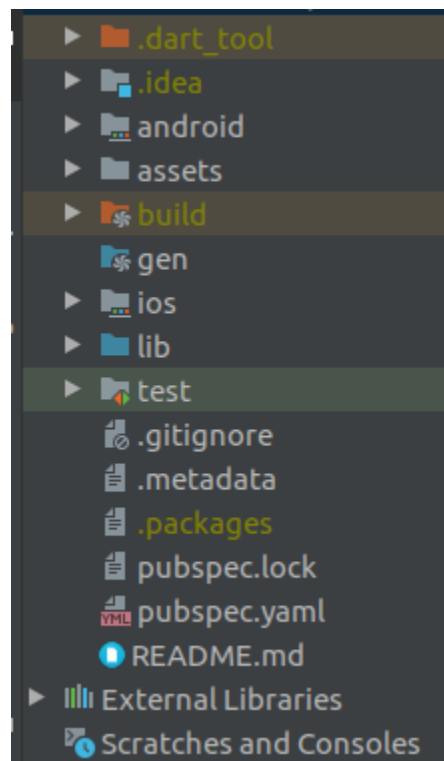 .dart_tool
.idea
android
assets
build
gen
ios
lib
test
.gitignore
.metadata
.packages
pubspec.lock
YML pubspec.yaml
README.md
External Libraries
Scratches and Consoles